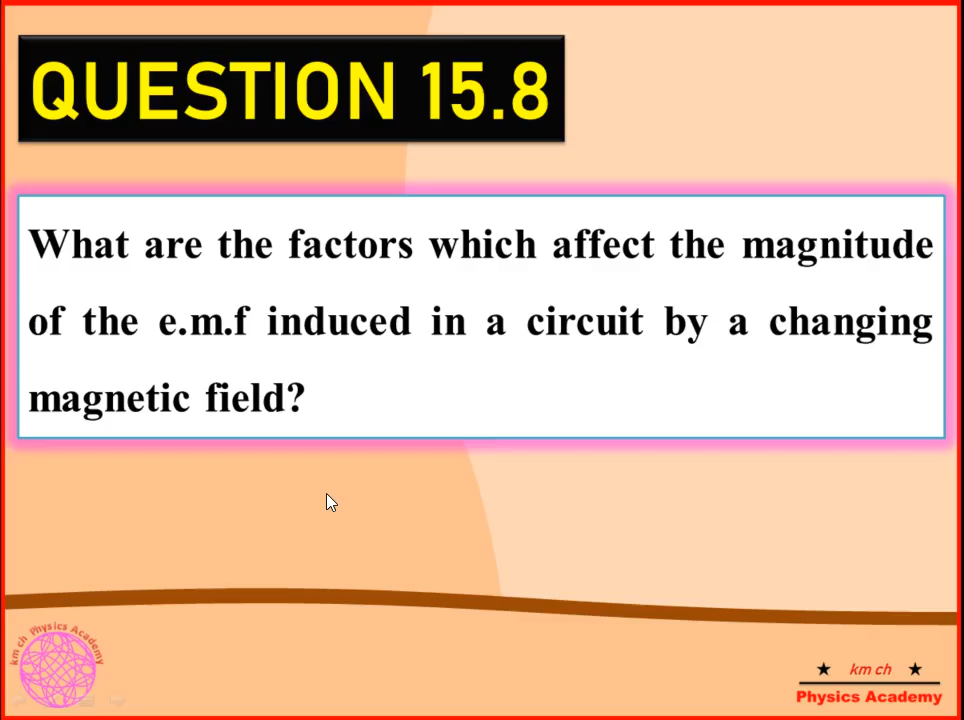 QUESTION 15.8
What are the factors which affect the magnitude
of the e.m.f induced in a circuit by a changing
magnetic field?
km ch Physics Academy
★ km ch ★
Physics Academy